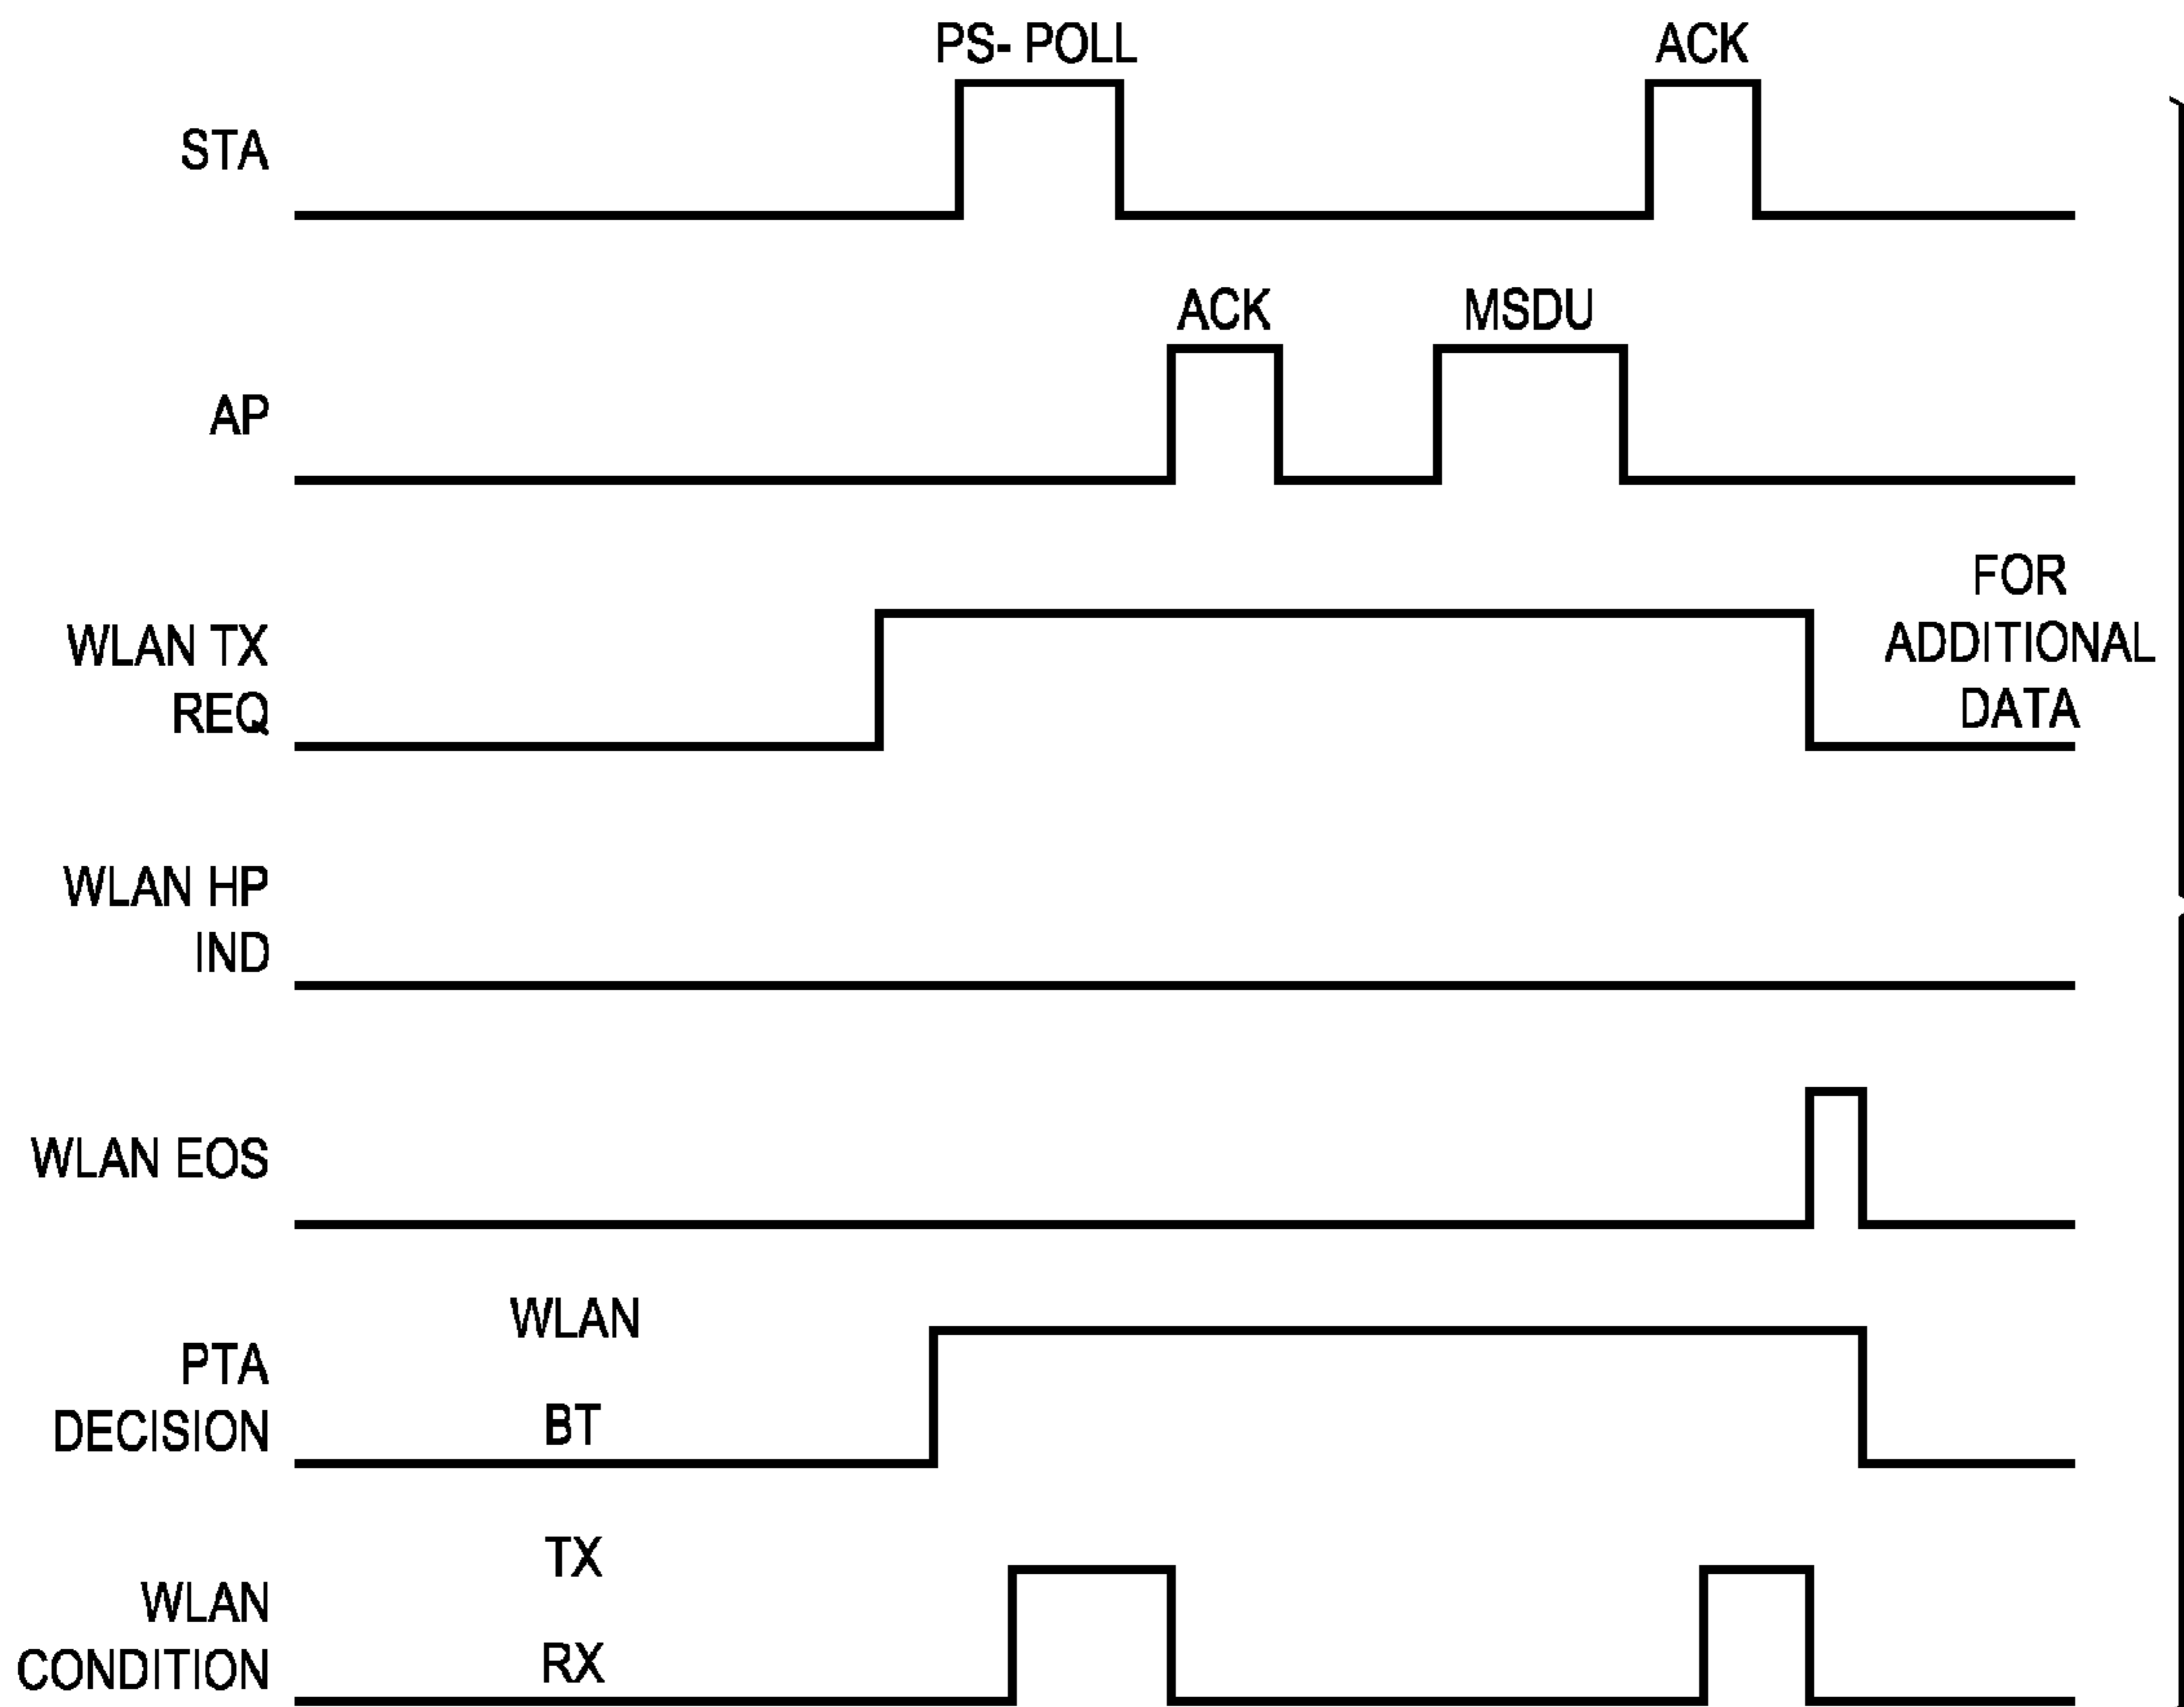 PS- POLL
ACK
STA
ACK
MSDU
AP
FOR
ADDITIONAL
DATA
WLAN TX
REQ
WLAN HP
IND
WLAN EOS
WLAN
BT
PTA
DECISION
TX
RX
WLAN
CONDITION